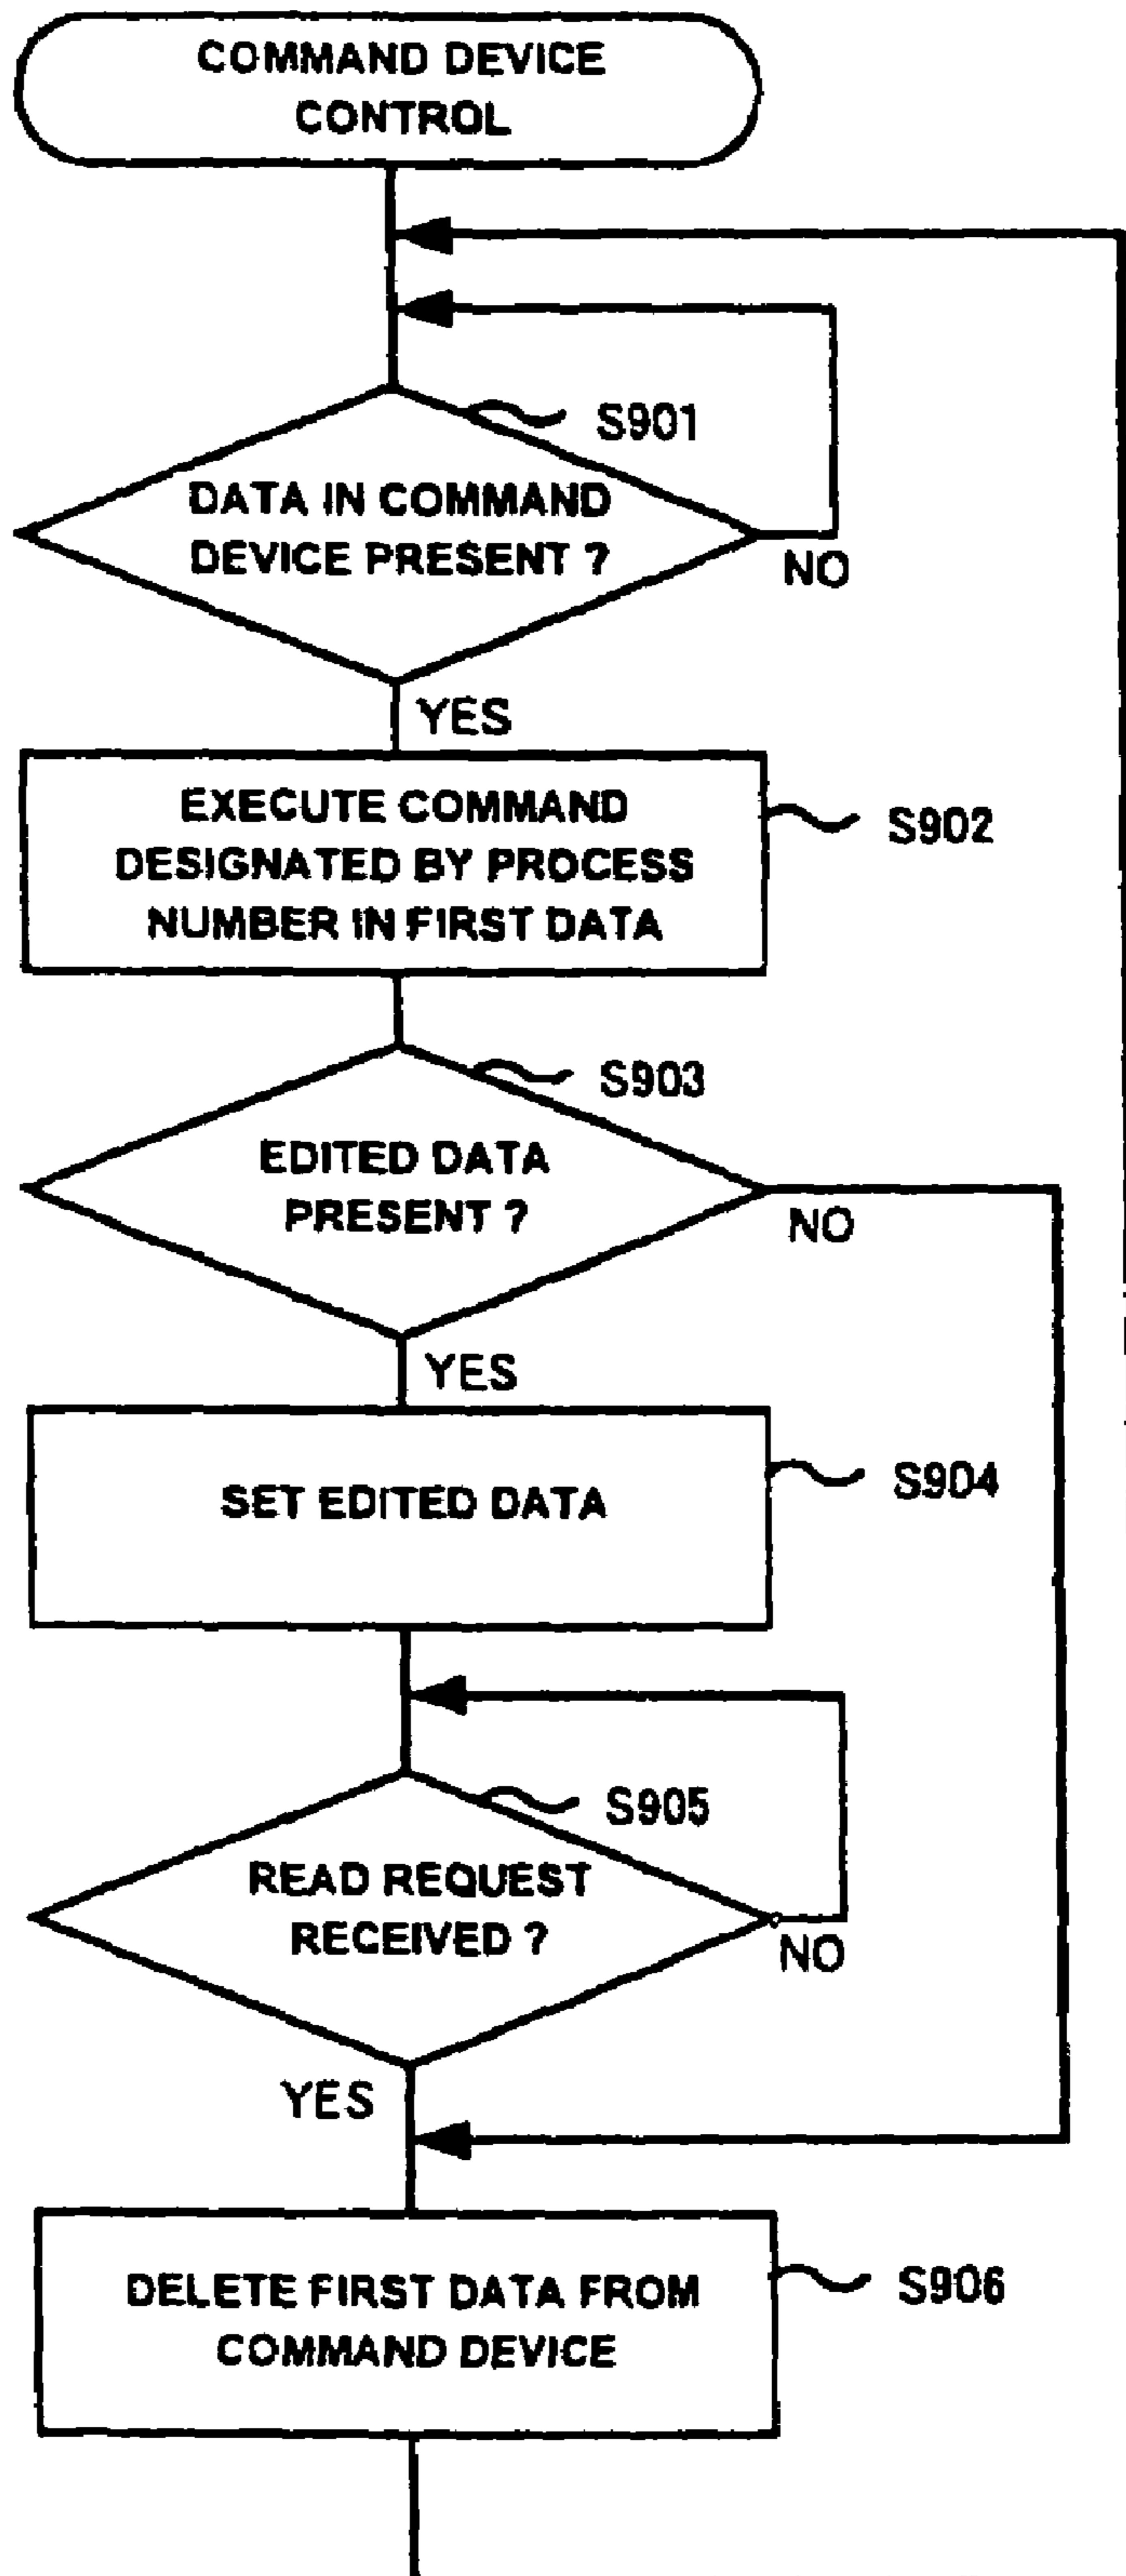 COMMAND DEVICE
CONTROL
S901
DATA IN COMMAND
DEVICE PRESENT ?
NO
YES
EXECUTE COMMAND
DESIGNATED BY PROCESS
NUMBER IN FIRST DATA
S902
S903
EDITED DATA
PRESENT ?
NO
YES
SET EDITED DATA
S904
S905
READ REQUEST
RECEIVED ?
NO
YES
DELETE FIRST DATA FROM
COMMAND DEVICE
S906